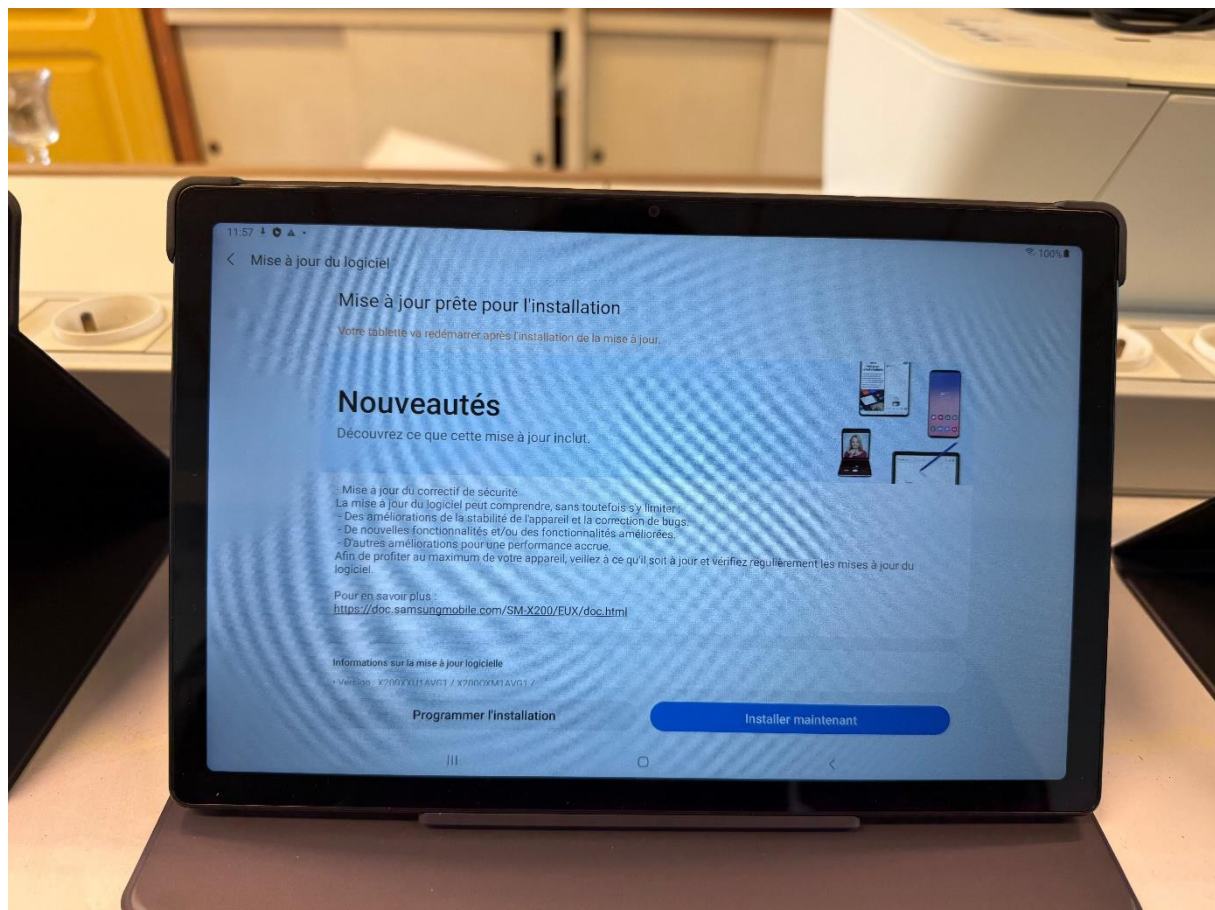 11:57
100%
Mise à jour du logiciel
Mise à jour prête pour l'installation
Votre tablette va redémarrer après l'installation de la mise à jour.
Nouveautés
Découvrez ce que cette mise à jour inclut.
- Mise à jour du correctif de sécurité
La mise à jour du logiciel peut comprendre, sans toutefois s'y limiter :
- Des améliorations de la stabilité de l'appareil et la correction de bugs.
- De nouvelles fonctionnalités et/ou des fonctionnalités améliorées.
- D'autres améliorations pour une performance accrue.
Afin de profiter au maximum de votre appareil, veillez à ce qu'il soit à jour et vérifiez regulièrement les mises à jour du
logiciel.
Pour en savoir plus :
https://doc.samsungmobile.com/SM-X200/EUX/doc.html
Informations sur la mise à jour logicielle
• Version : X200XXU1AVG1 / X200OXM1AVG1 /
Programmer l'installation
Installer maintenant